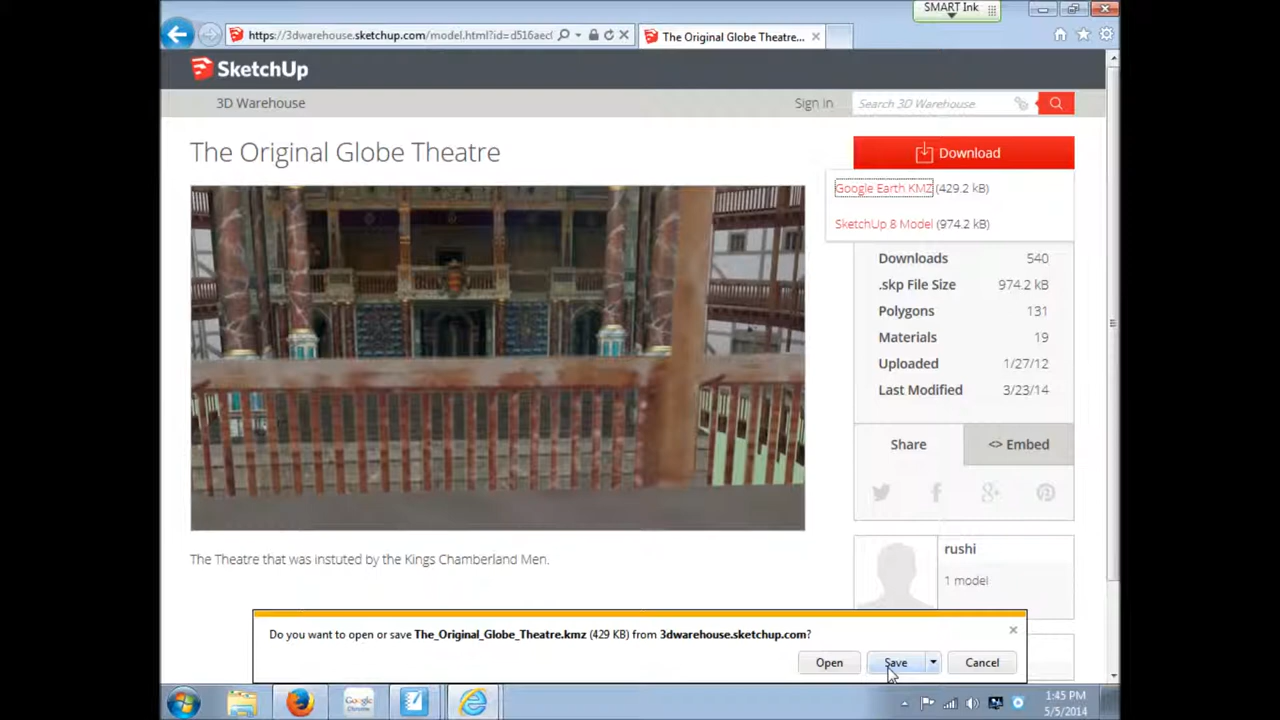 SMART Ink
https://3dwarehouse.sketchup.com/model.html?id=d516aec(
The Original Globe Theatre...
SketchUp
3D Warehouse
Sign in
Search 3D Warehouse
The Original Globe Theatre
Download
Google Earth KMZ (429.2 kB)
SketchUp 8 Model (974.2 kB)
Downloads 540
.skp File Size 974.2 kB
Polygons 131
Materials 19
Uploaded 1/27/12
Last Modified 3/23/14
Share
<> Embed
The Theatre that was instuted by the Kings Chamberland Men.
rushi
1 model
Do you want to open or save The_Original_Globe_Theatre.kmz (429 KB) from 3dwarehouse.sketchup.com?
Open
Save
Cancel
Google
1:45 PM
5/5/2014